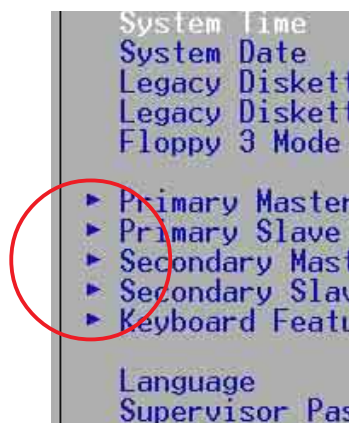 System Time
System Date
Legacy Diskett
Legacy Diskett
Floppy 3 Mode
▶ Primary Master
▶ Primary Slave
▶ Secondary Mast
▶ Secondary Slav
▶ Keyboard Featu
Language
Supervisor Pas